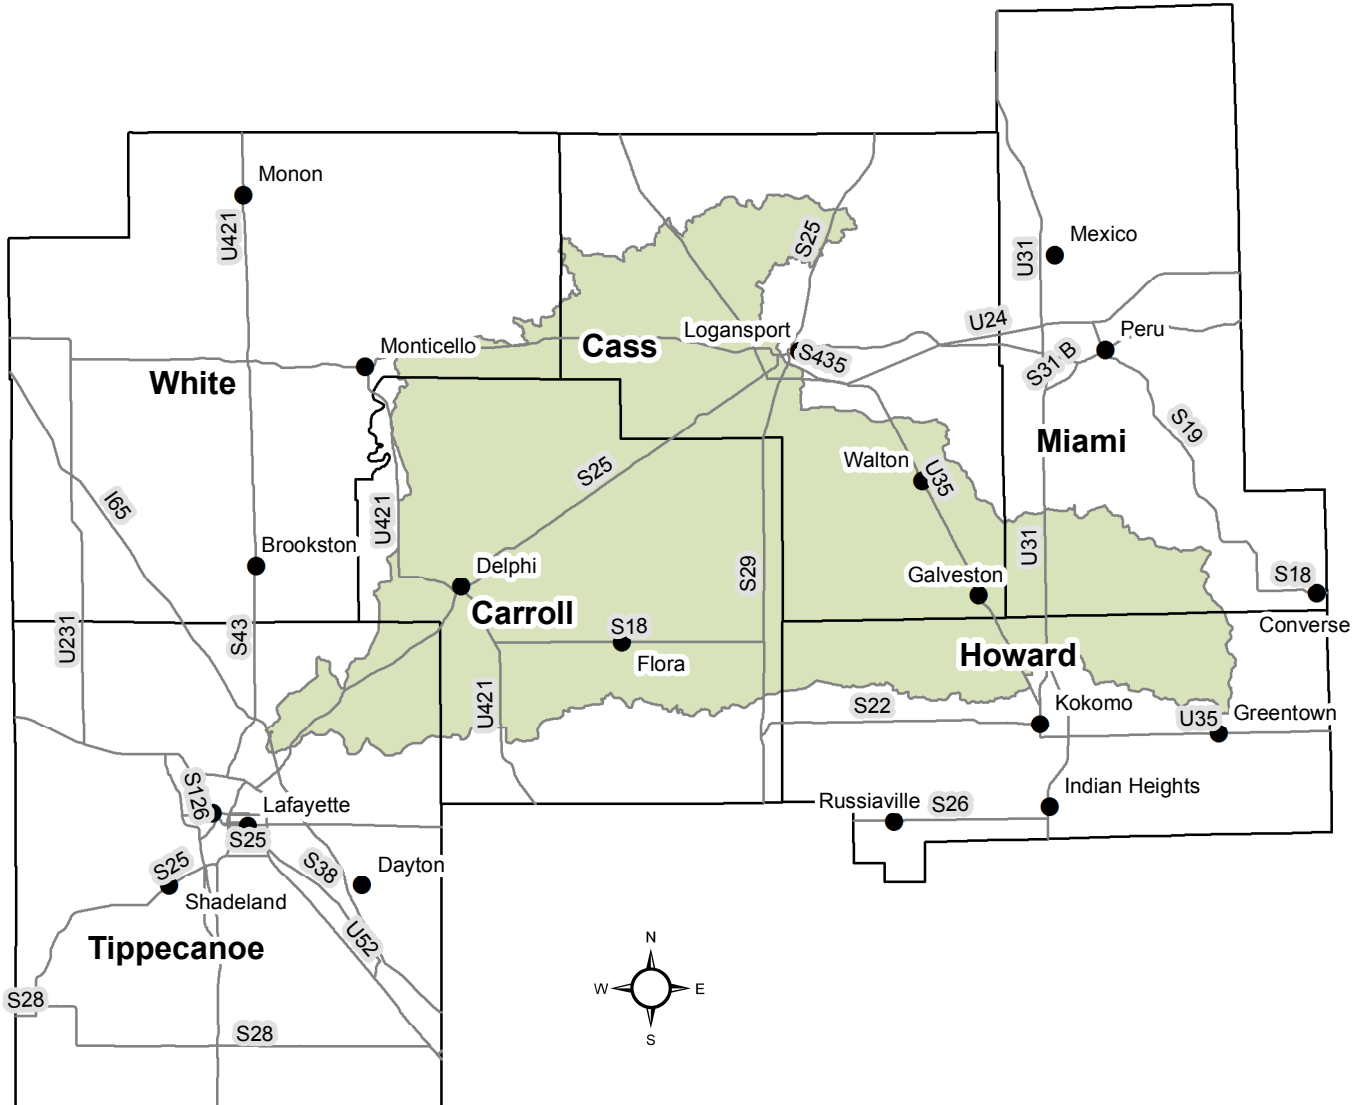 Monon
U421
Mexico
U31
S25
U24
Peru
Logansport
Monticello
Cass
S435
S31 B
White
S19
Miami
Walton
U35
S25
I65
U421
Brookston
U31
Delphi
S29
Galveston
S18
Carroll
S18
Converse
U231
S43
Flora
Howard
U421
S22
Kokomo
U35
Greentown
S126
Lafayette
Indian Heights
Russiaville
S26
S25
S25
S38
Dayton
Shadeland
U52
Tippecanoe
N
W
E
S
S28
S28